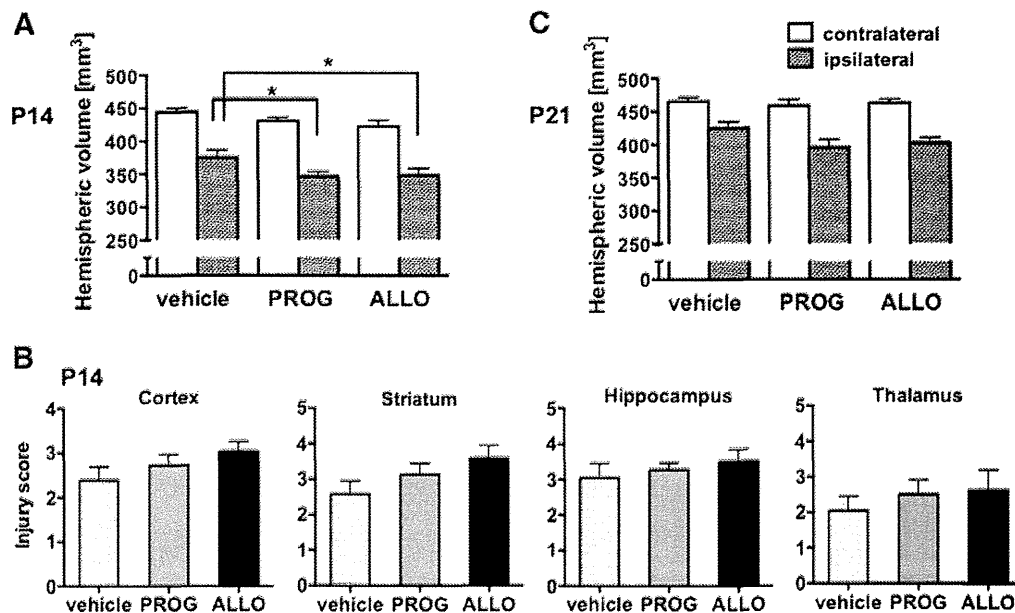 A
P14
Hemispheric volume [mm³]
500
450
400
350
300
250
0
*
*
vehicle PROG ALLO
C
contralateral
ipsilateral
P21
Hemispheric volume [mm³]
500
450
400
350
300
250
0
vehicle PROG ALLO
B
P14
Injury score
Cortex
4
3
2
1
0
vehicle PROG ALLO
Striatum
5
4
3
2
1
0
vehicle PROG ALLO
Hippocampus
5
4
3
2
1
0
vehicle PROG ALLO
Thalamus
5
4
3
2
1
0
vehicle PROG ALLO